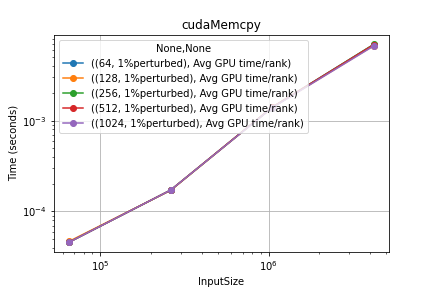 cudaMemcpy
None,None
((64, 1%perturbed), Avg GPU time/rank)
((128, 1%perturbed), Avg GPU time/rank)
((256, 1%perturbed), Avg GPU time/rank)
((512, 1%perturbed), Avg GPU time/rank)
((1024, 1%perturbed), Avg GPU time/rank)
Time (seconds)
10⁻³
10⁻⁴
10⁵ 10⁶
InputSize